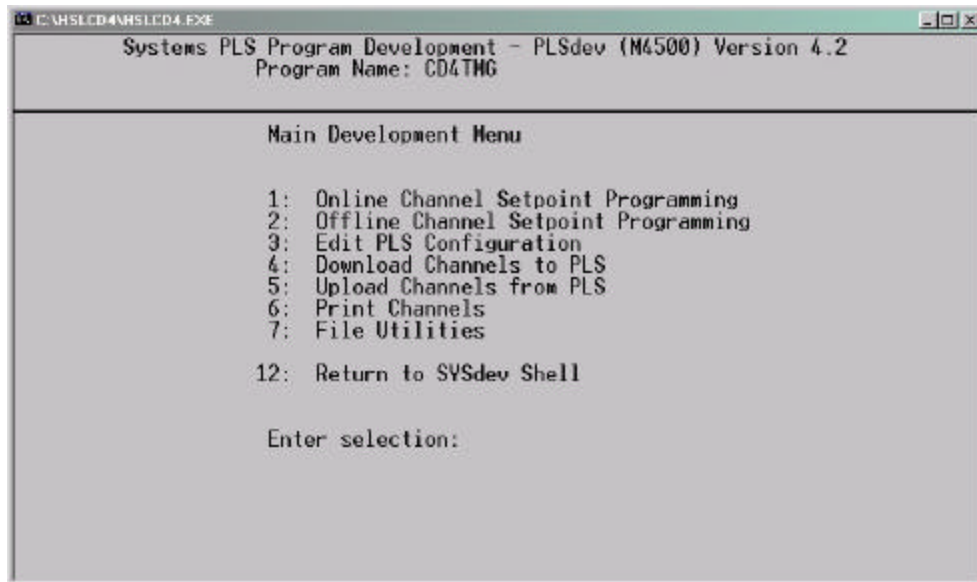 C:\HSLCD4\HSLCD4.EXE
Systems PLS Program Development - PLSdev (M4500) Version 4.2
Program Name: CD4TMG
Main Development Menu
1: Online Channel Setpoint Programming
2: Offline Channel Setpoint Programming
3: Edit PLS Configuration
4: Download Channels to PLS
5: Upload Channels from PLS
6: Print Channels
7: File Utilities
12: Return to SYSdev Shell
Enter selection: